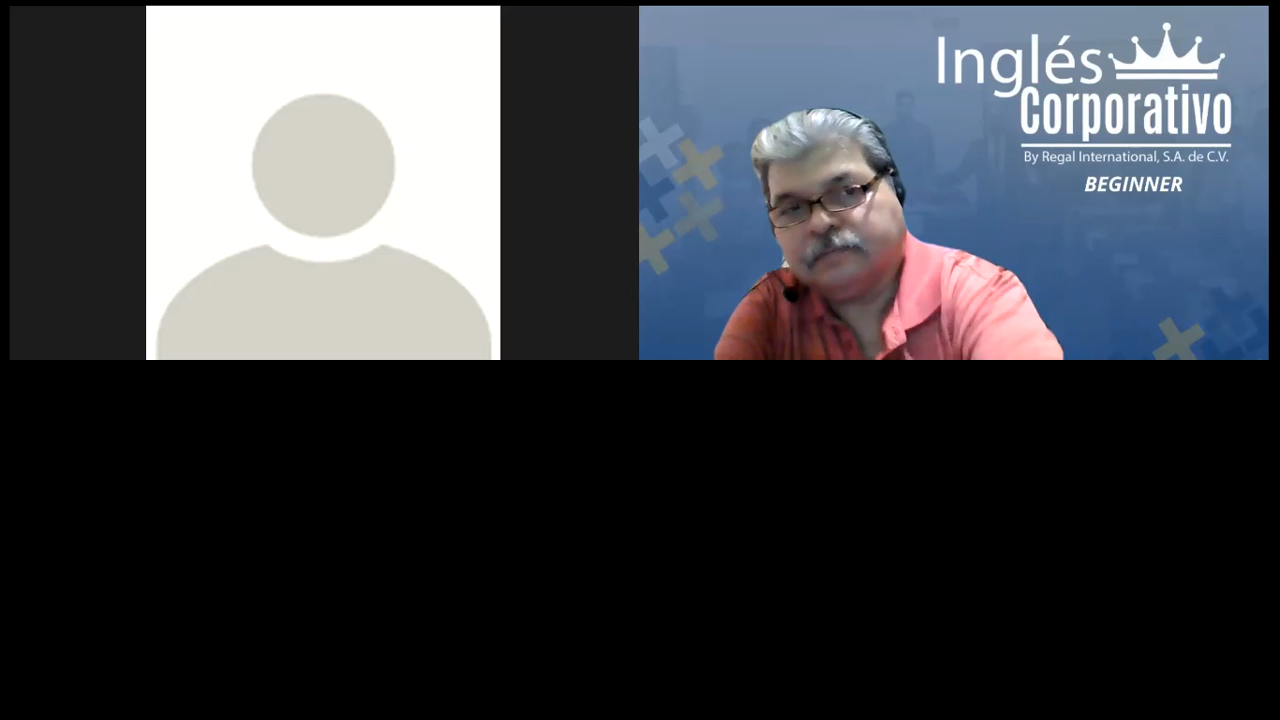 Inglés
Corporativo
By Regal International, S.A. de C.V.
BEGINNER